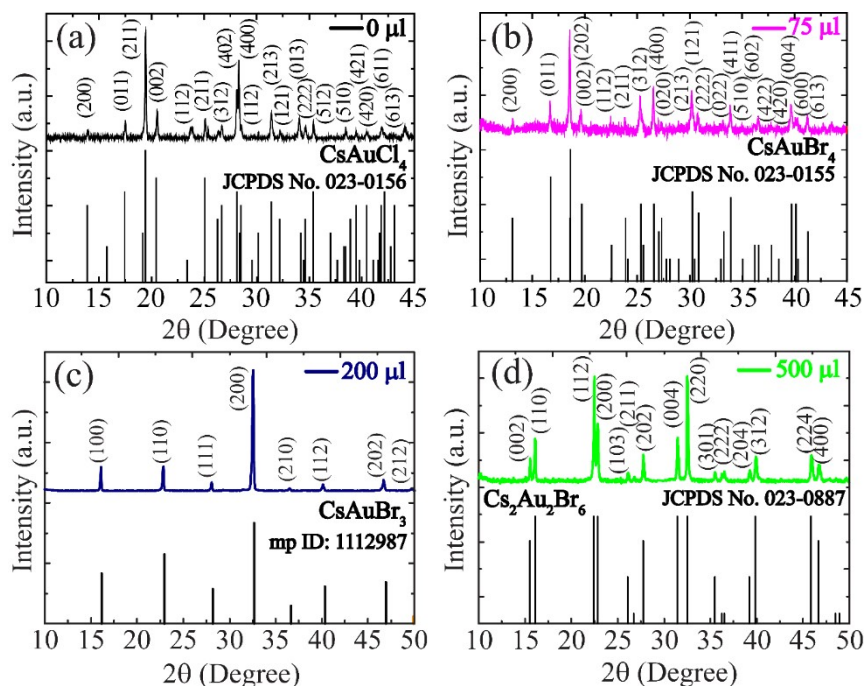 (a)
0 µl
(200)
(011)
(211)
(002)
(112)
(211)
(312)
(402)
(400)
(112)
(213)
(121)
(013)
(222)
(512)
(510)
(421)
(420)
(611)
(613)
CsAuCl4
JCPDS No. 023-0156
Intensity (a.u.)
10 15 20 25 30 35 40 45
2θ (Degree)
(b)
75 µl
(200)
(011)
(202)
(002)
(112)
(211)
(312)
(400)
(020)
(213)
(121)
(222)
(022)
(411)
(510)
(602)
(422)
(420)
(004)
(600)
(613)
CsAuBr4
JCPDS No. 023-0155
Intensity (a.u.)
10 15 20 25 30 35 40 45
2θ (Degree)
(c)
200 µl
(100)
(110)
(111)
(200)
(210)
(112)
(202)
(212)
CsAuBr3
mp ID: 1112987
Intensity (a.u.)
10 15 20 25 30 35 40 45 50
2θ (Degree)
(d)
500 µl
(002)
(110)
(112)
(200)
(103)
(211)
(202)
(004)
(220)
(301)
(222)
(204)
(312)
(224)
(400)
Cs2Au2Br6
JCPDS No. 023-0887
Intensity (a.u.)
10 15 20 25 30 35 40 45 50
2θ (Degree)